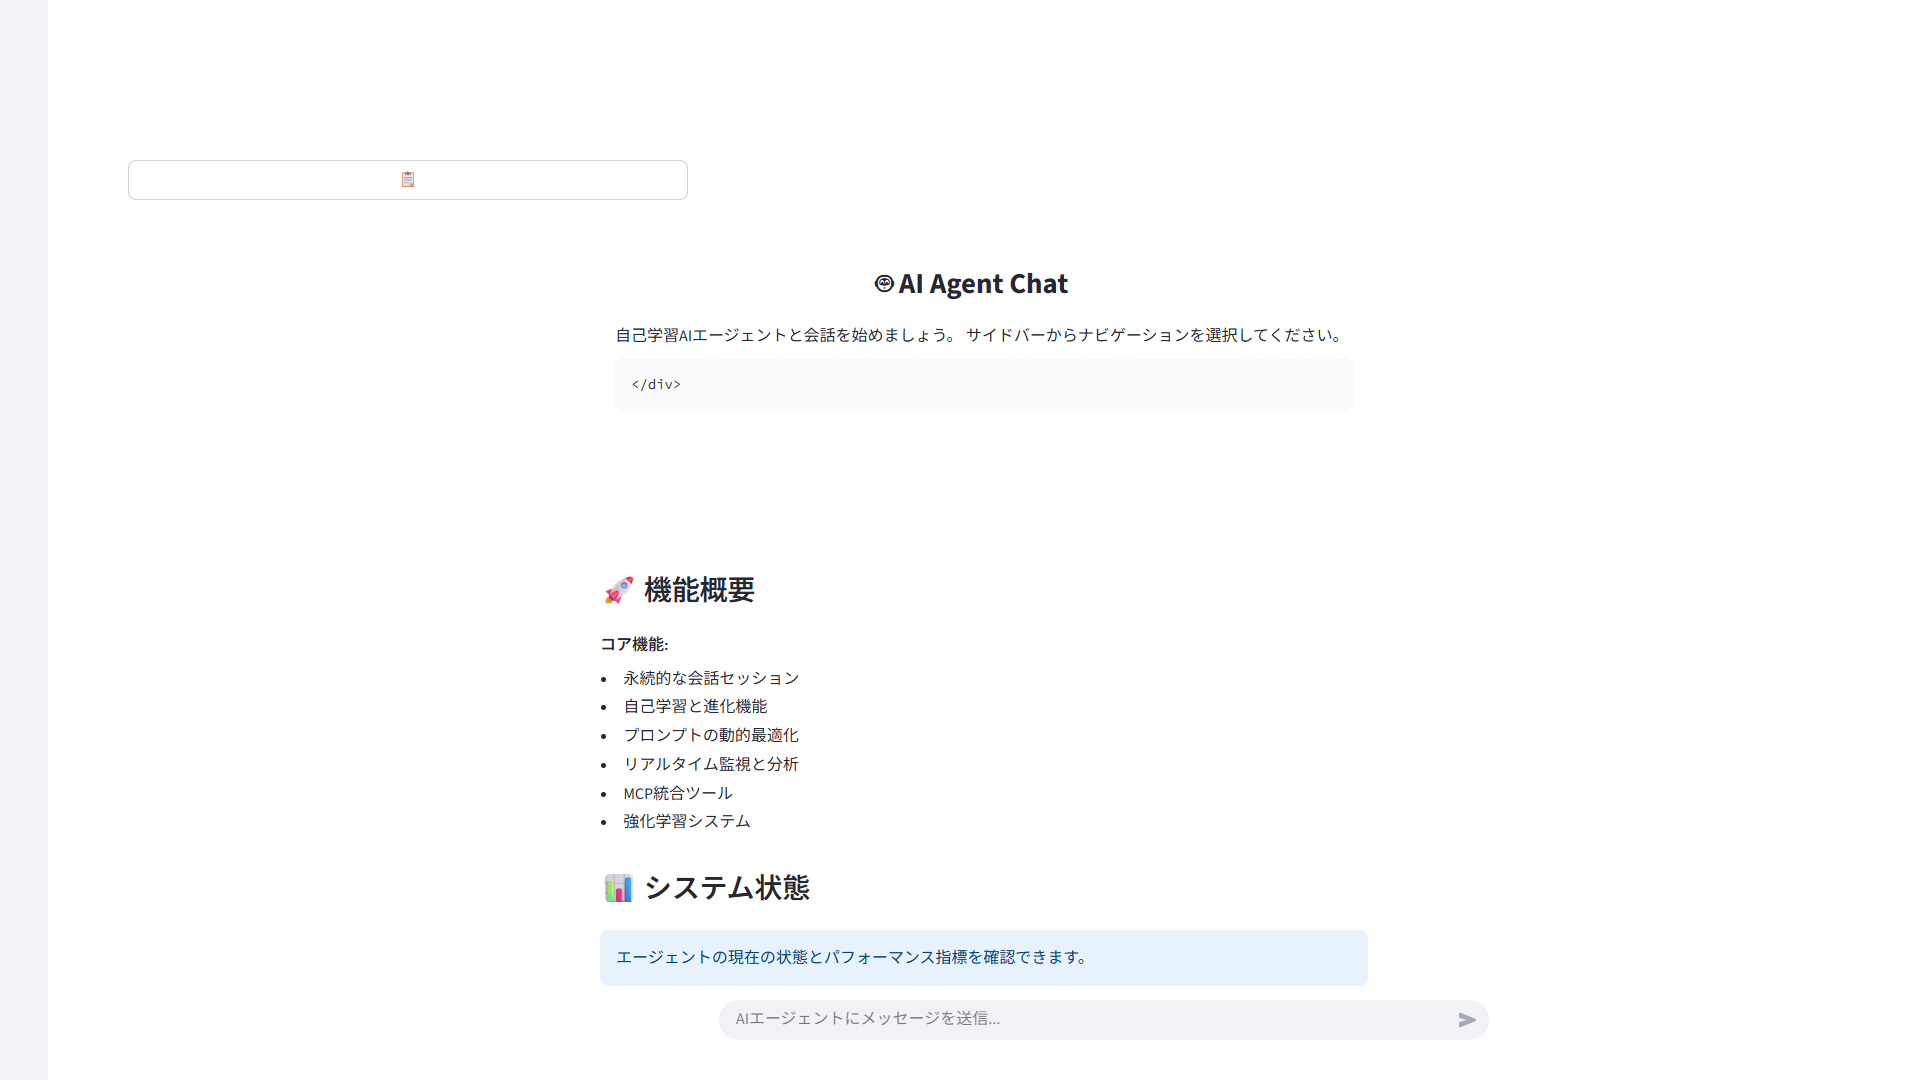 AI Agent Chat
自己学習AIエージェントと会話を始めましょう。 サイドバーからナビゲーションを選択してください。
</div>
🚀 機能概要
コア機能:
• 永続的な会話セッション
• 自己学習と進化機能
• プロンプトの動的最適化
• リアルタイム監視と分析
• MCP統合ツール
• 強化学習システム
📊 システム状態
エージェントの現在の状態とパフォーマンス指標を確認できます。
AIエージェントにメッセージを送信...